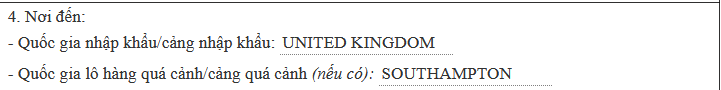 4. Nơi đến:
- Quốc gia nhập khẩu/cảng nhập khẩu: UNITED KINGDOM
- Quốc gia lô hàng quá cảnh/cảng quá cảnh (nếu có): SOUTHAMPTON